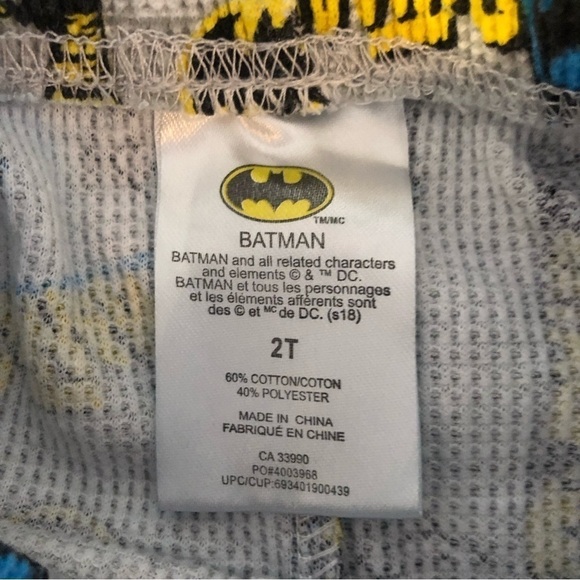 TM/MC
BATMAN
BATMAN and all related characters
and elements © & ™ DC.
BATMAN et tous les personnages
et les éléments afférents sont
des © et MC de DC. (s18)
2T
60% COTTON/COTON
40% POLYESTER
MADE IN CHINA
FABRIQUÉ EN CHINE
CA 33990
PO#4003968
UPC/CUP:693401900439